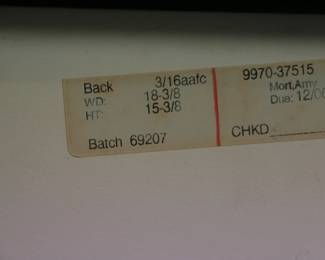 Back 3/16aafc
WD: 18-3/8
HT: 15-3/8
Batch 69207
9970-37515
Mort,Amy
Due: 12/06
CHKD